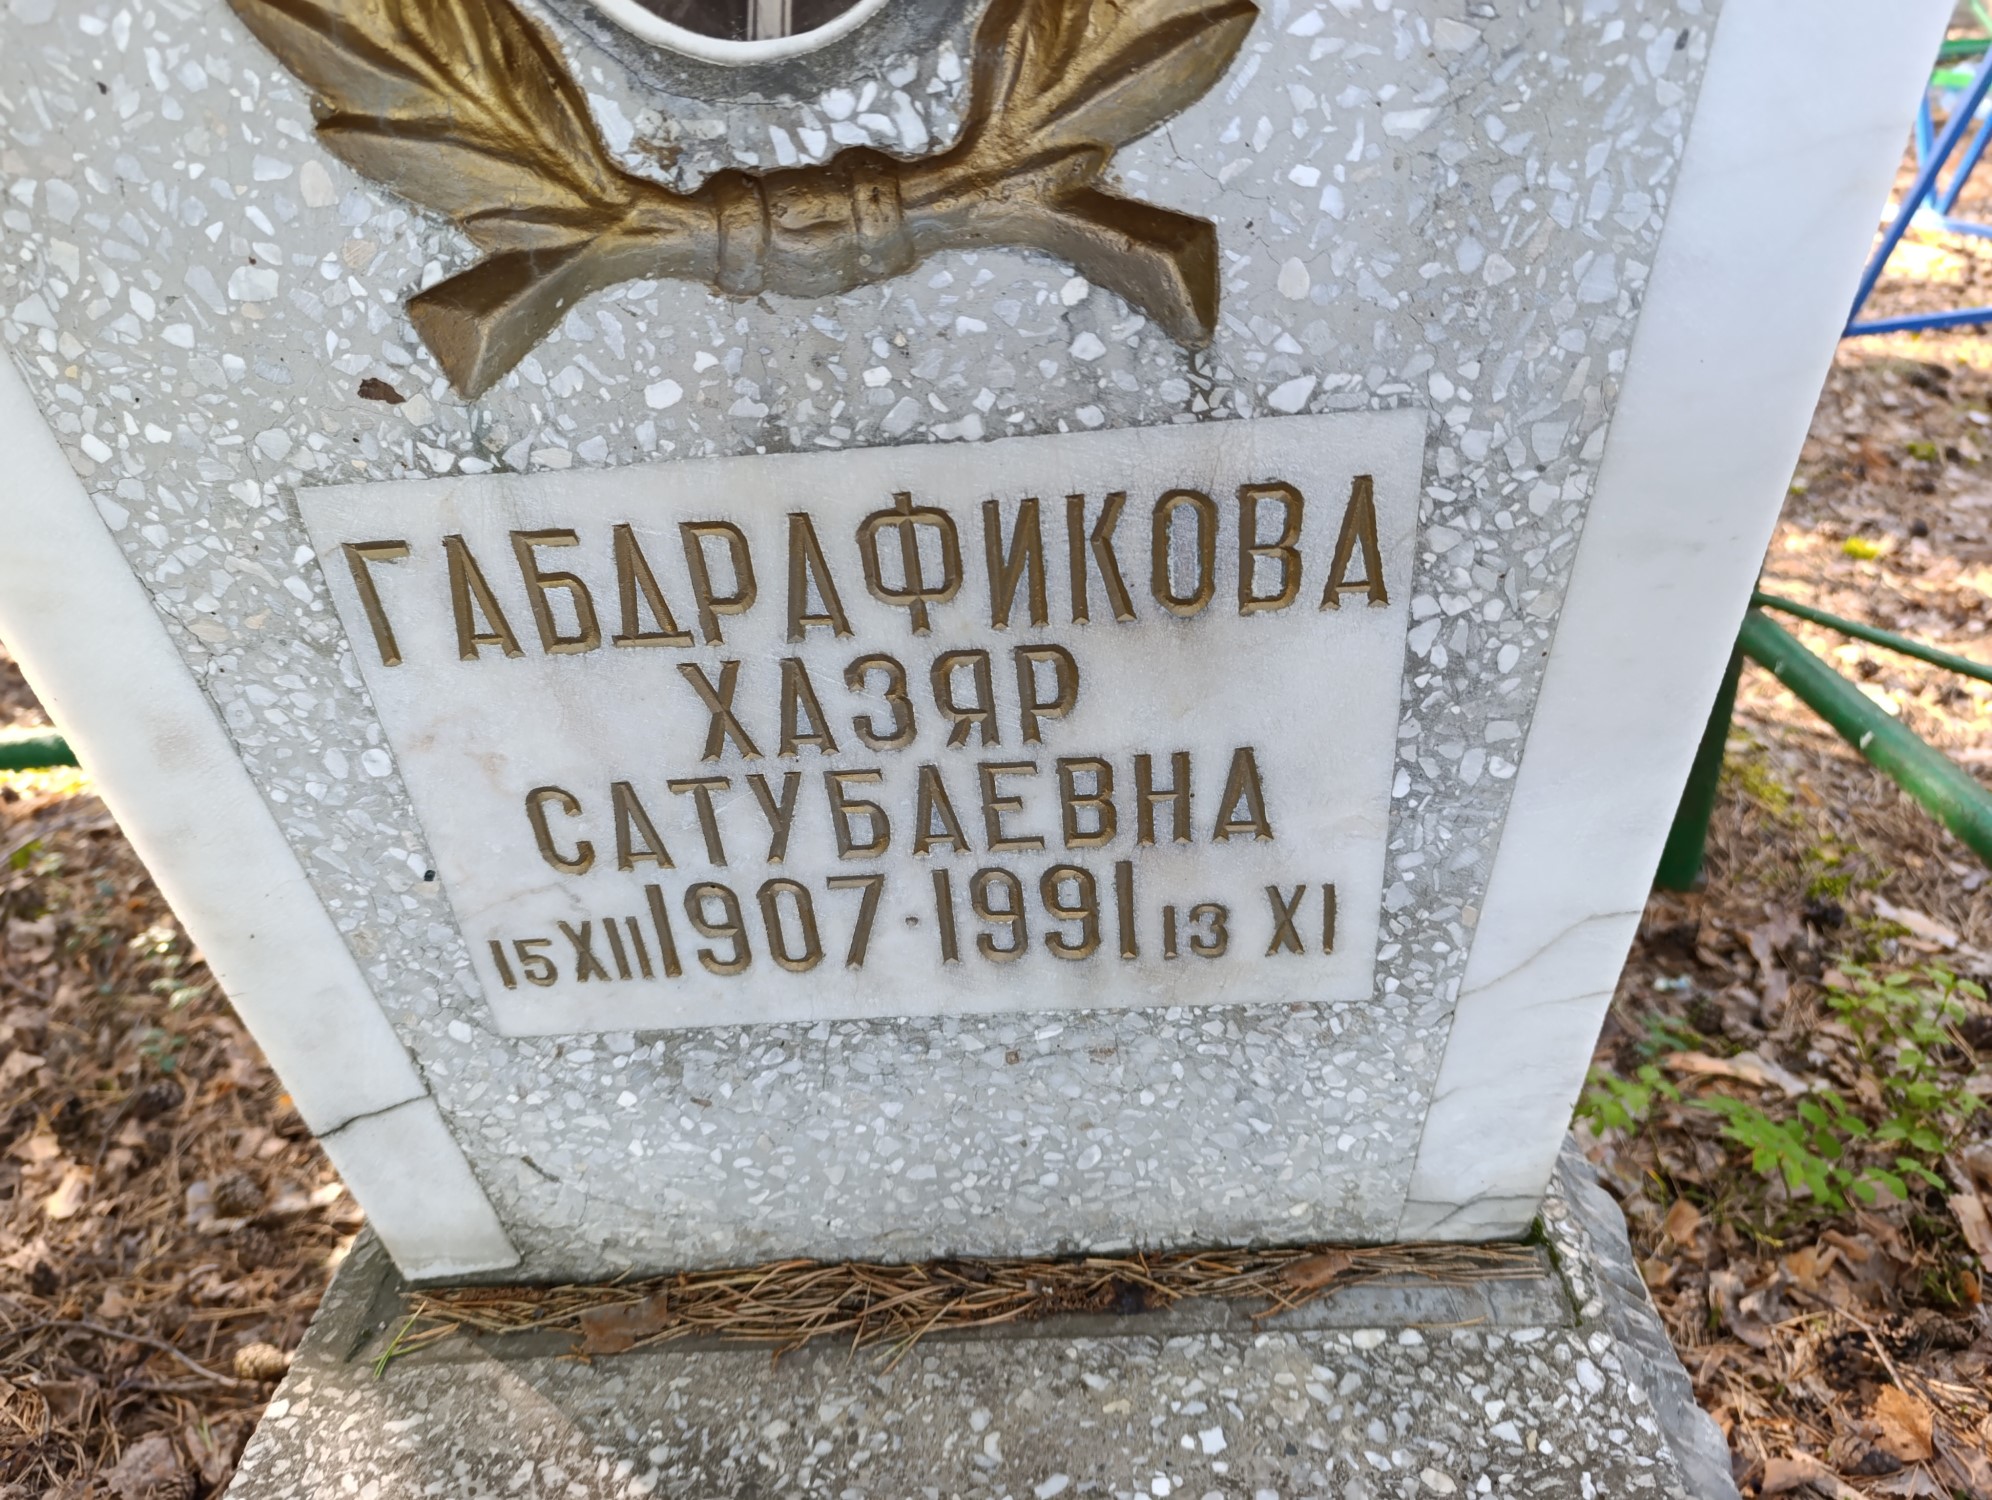 ГАБДРАФИКОВА
ХАЗЯР
САТУБАЕВНА
15 XII 1907 · 1991 13 XI